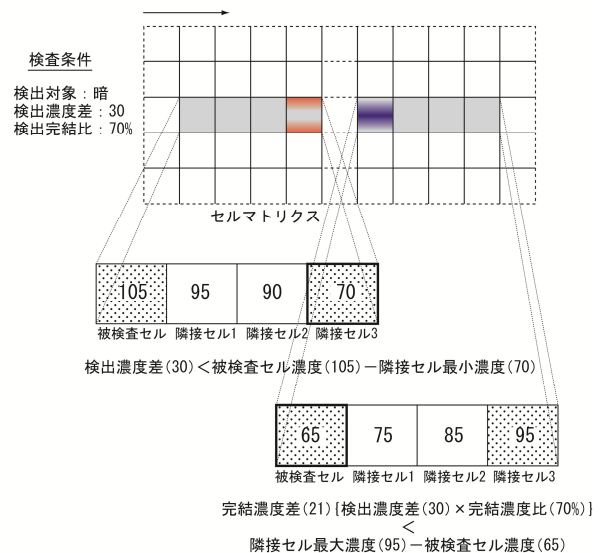 検査条件
検出対象：暗
検出濃度差：30
検出完結比：70%
セルマトリクス
105 95 90 70
被検査セル 隣接セル1 隣接セル2 隣接セル3
検出濃度差(30)＜被検査セル濃度(105)－隣接セル最小濃度(70)
65 75 85 95
被検査セル 隣接セル1 隣接セル2 隣接セル3
完結濃度差(21){検出濃度差(30)×完結濃度比(70%)}
＜
隣接セル最大濃度(95)－被検査セル濃度(65)